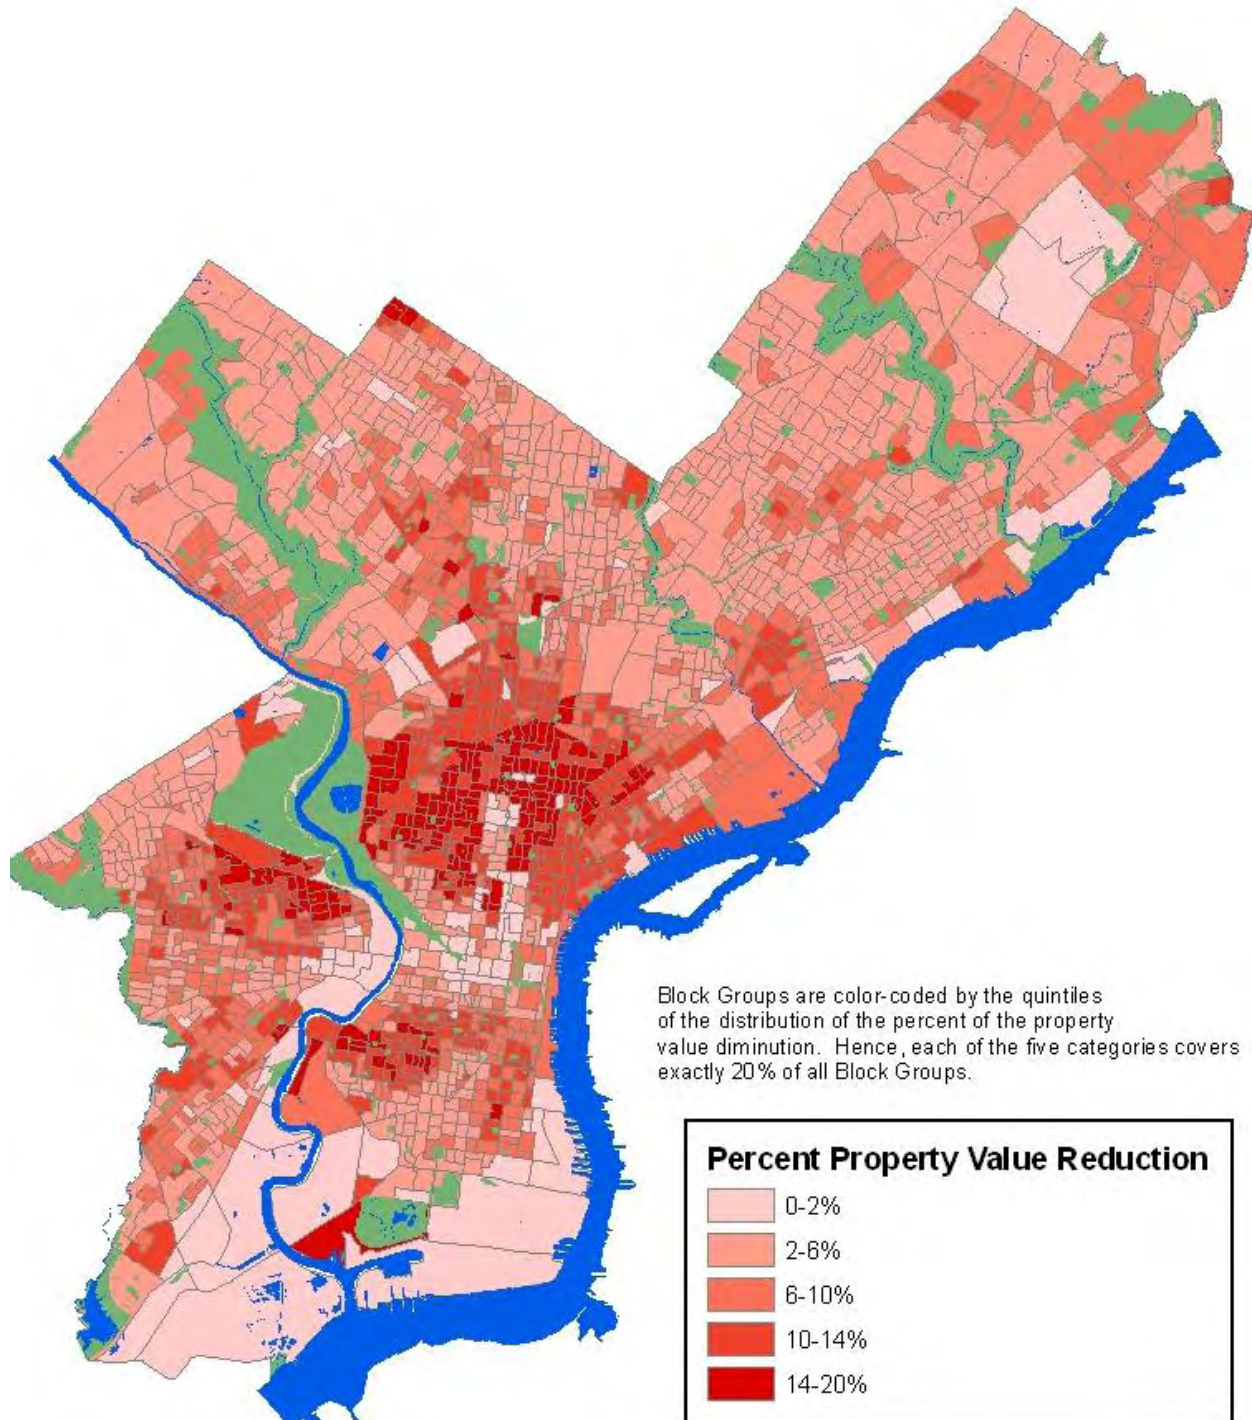 Block Groups are color-coded by the quintiles
of the distribution of the percent of the property
value diminution. Hence, each of the five categories covers
exactly 20% of all Block Groups.
Percent Property Value Reduction
0-2%
2-6%
6-10%
10-14%
14-20%